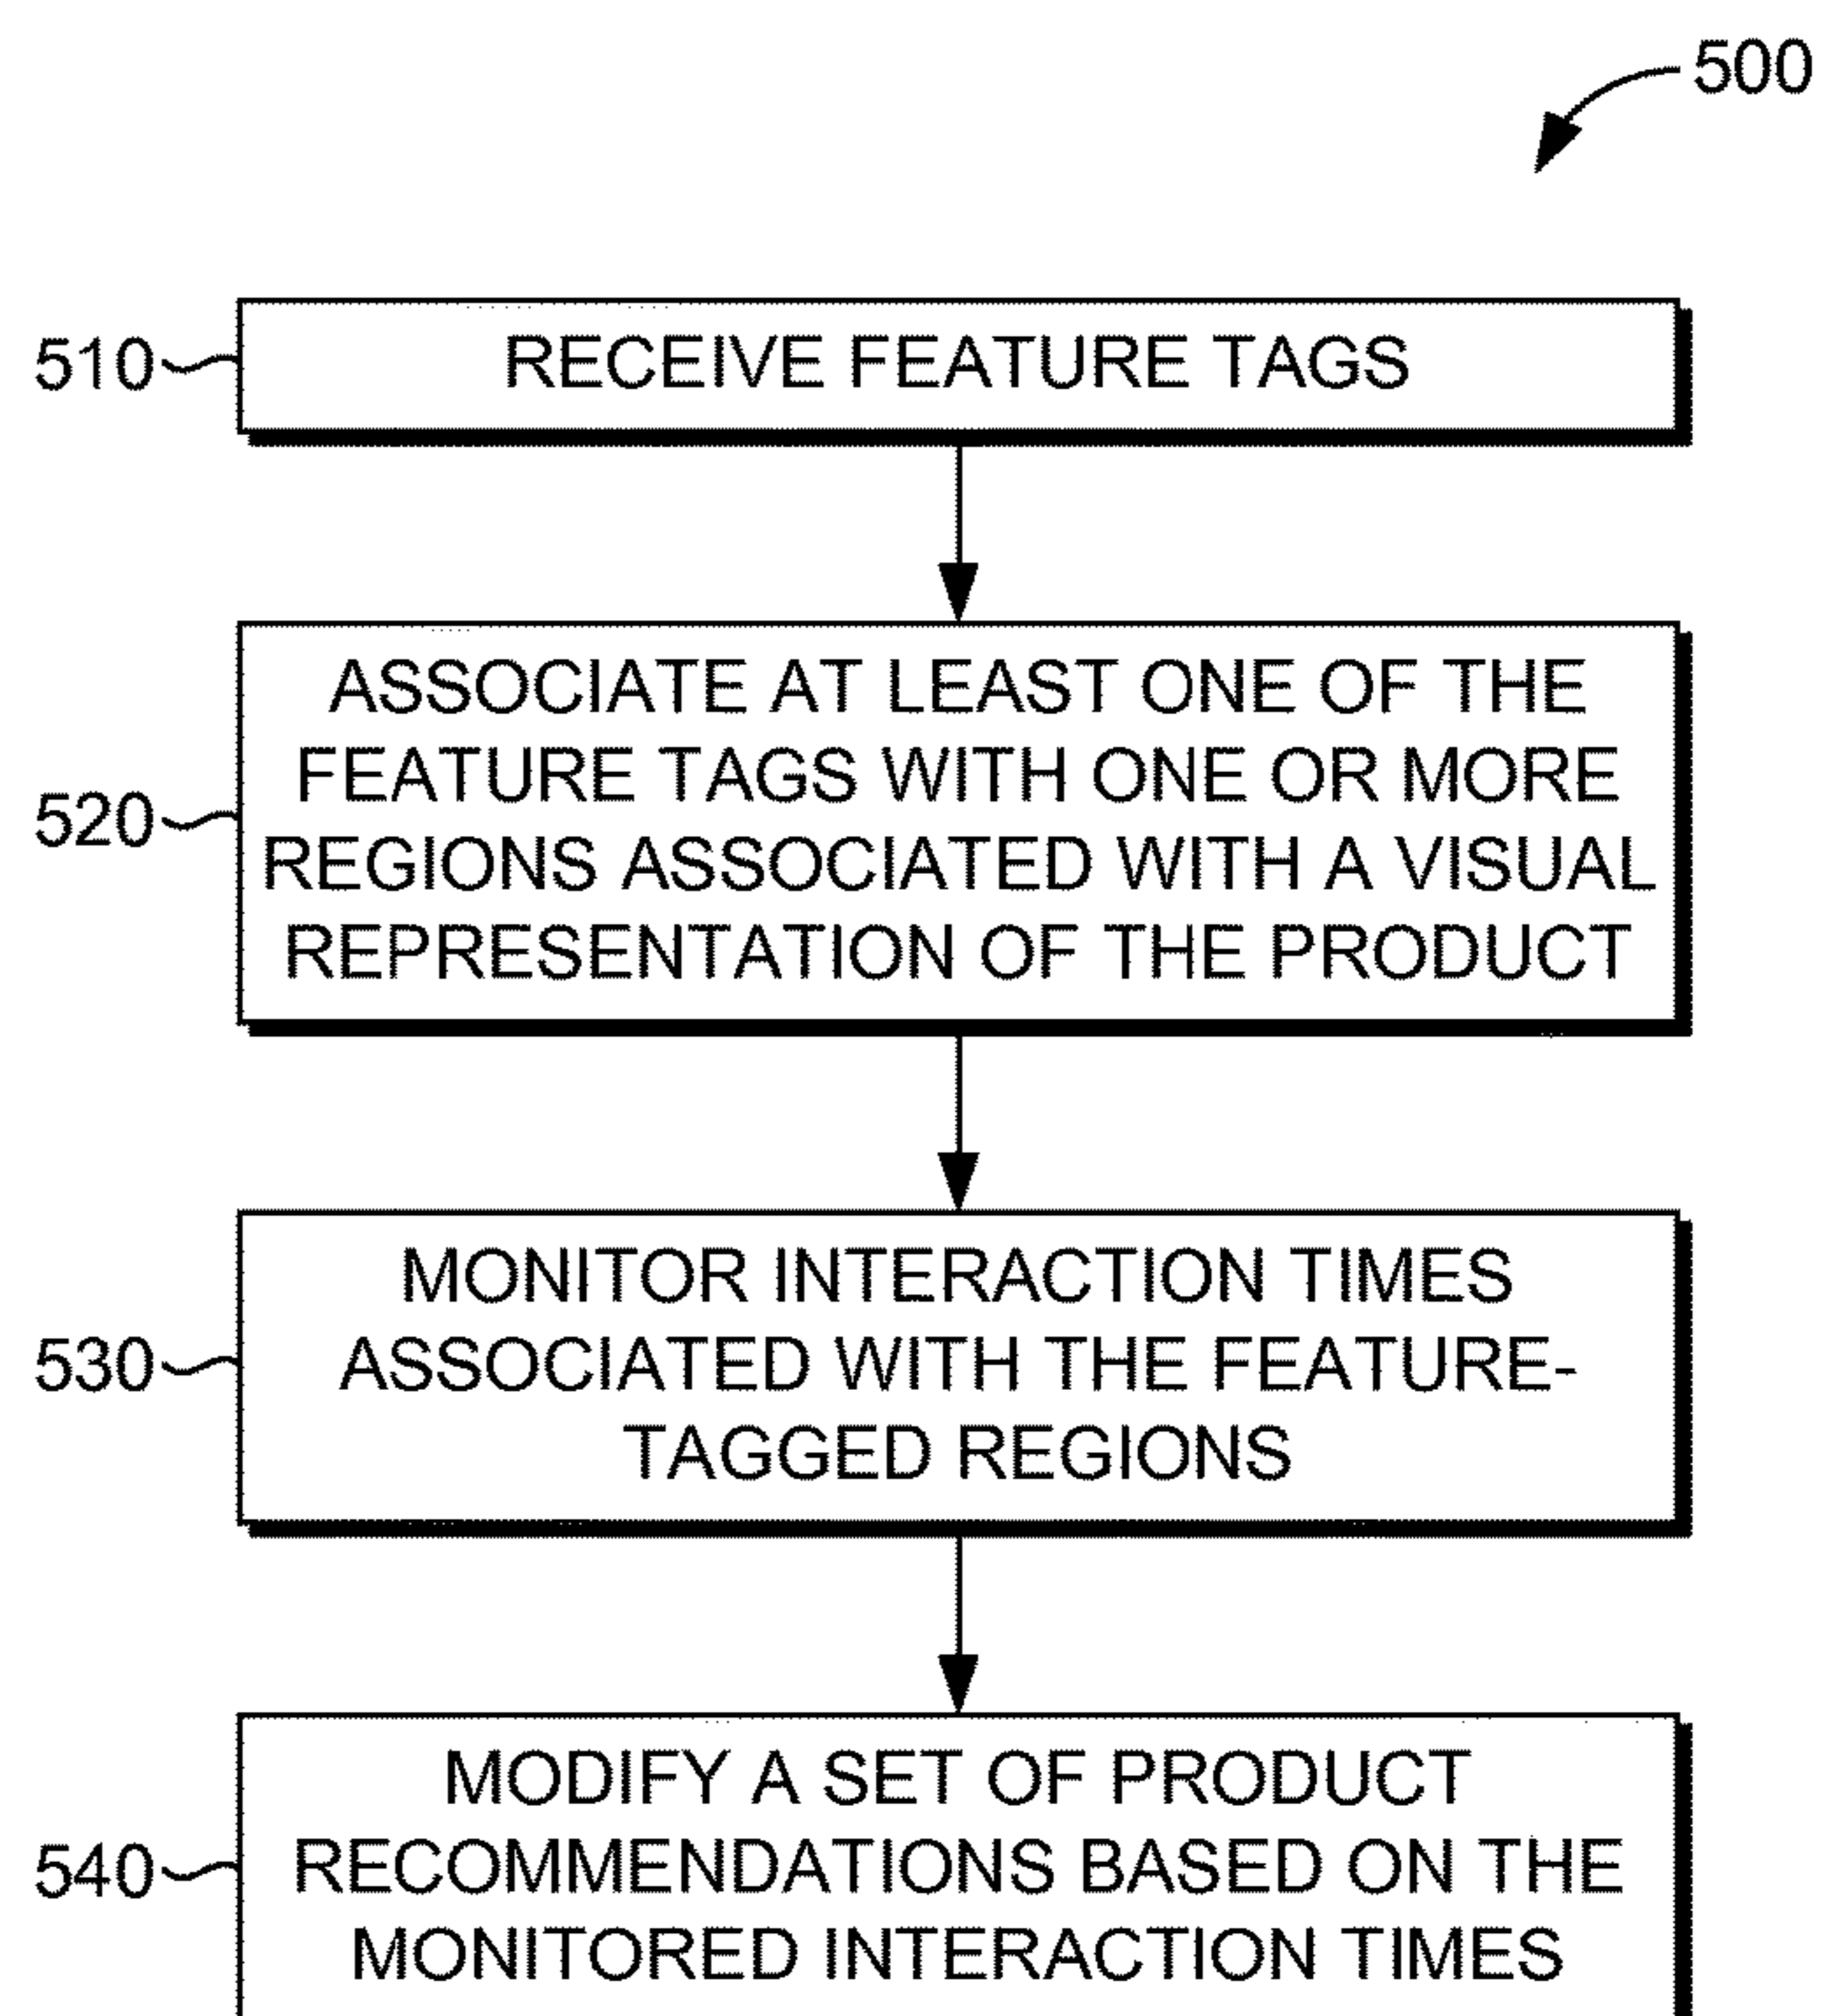 500
510
RECEIVE FEATURE TAGS
520
ASSOCIATE AT LEAST ONE OF THE
FEATURE TAGS WITH ONE OR MORE
REGIONS ASSOCIATED WITH A VISUAL
REPRESENTATION OF THE PRODUCT
530
MONITOR INTERACTION TIMES
ASSOCIATED WITH THE FEATURE-
TAGGED REGIONS
540
MODIFY A SET OF PRODUCT
RECOMMENDATIONS BASED ON THE
MONITORED INTERACTION TIMES